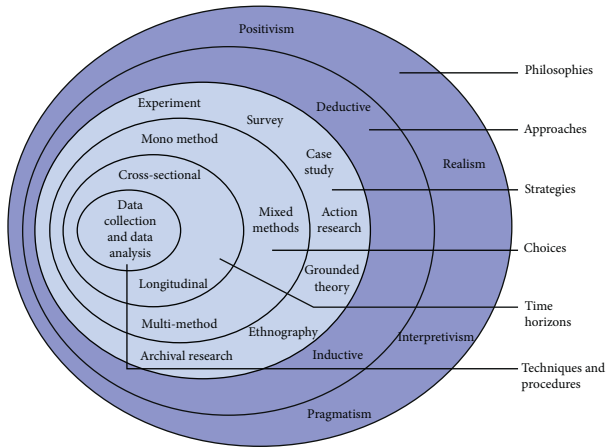 Positivism
Philosophies
Experiment
Deductive
Survey
Approaches
Mono method
Case
study
Realism
Cross-sectional
Strategies
Data
collection
and data
analysis
Mixed
methods
Action
research
Choices
Longitudinal
Grounded
theory
Time
horizons
Multi-method
Ethnography
Interpretivism
Archival research
Inductive
Techniques and
procedures
Pragmatism